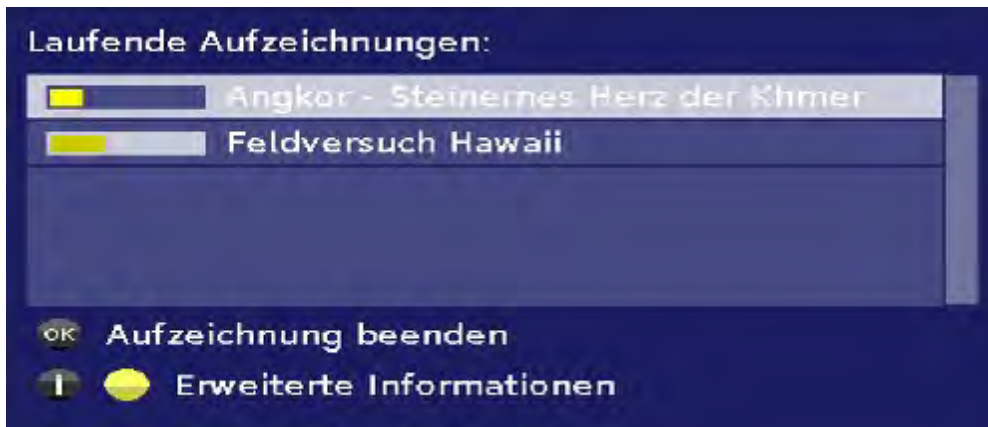 Laufende Aufzeichnungen:
Angkor - Steinernes Herz der Khmer
Feldversuch Hawaii
OK Aufzeichnung beenden
i Erweiterte Informationen